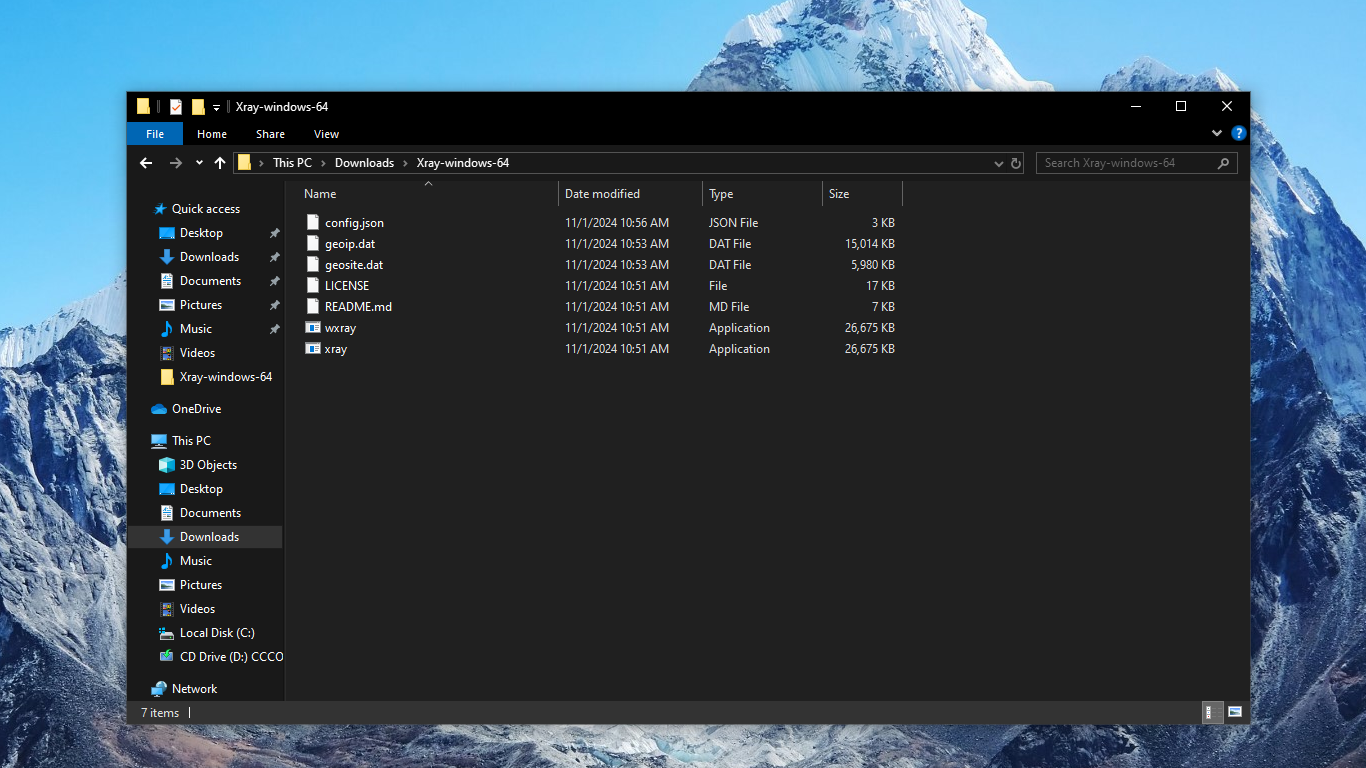 Xray-windows-64
File Home Share View
This PC Downloads Xray-windows-64
Search Xray-windows-64
Name Date modified Type Size
config.json 11/1/2024 10:56 AM JSON File 3 KB
geoip.dat 11/1/2024 10:53 AM DAT File 15,014 KB
geosite.dat 11/1/2024 10:53 AM DAT File 5,980 KB
LICENSE 11/1/2024 10:51 AM File 17 KB
README.md 11/1/2024 10:51 AM MD File 7 KB
wxray 11/1/2024 10:51 AM Application 26,675 KB
xray 11/1/2024 10:51 AM Application 26,675 KB
Quick access
Desktop
Downloads
Documents
Pictures
Music
Videos
Xray-windows-64
OneDrive
This PC
3D Objects
Desktop
Documents
Downloads
Music
Pictures
Videos
Local Disk (C:)
CD Drive (D:) CCCO
Network
7 items